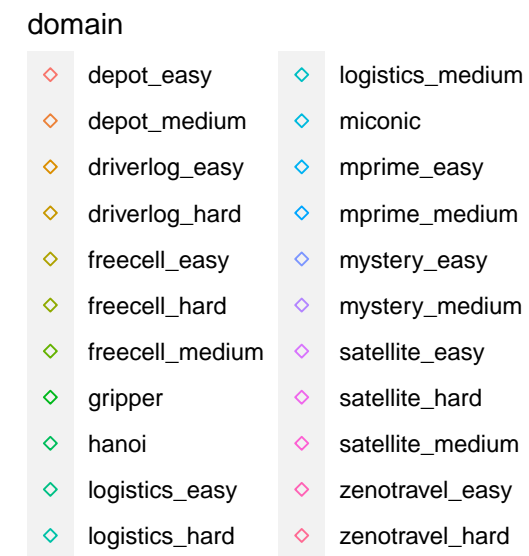 domain
depot_easy
depot_medium
driverlog_easy
driverlog_hard
freecell_easy
freecell_hard
freecell_medium
gripper
hanoi
logistics_easy
logistics_hard
logistics_medium
miconic
mprime_easy
mprime_medium
mystery_easy
mystery_medium
satellite_easy
satellite_hard
satellite_medium
zenotravel_easy
zenotravel_hard